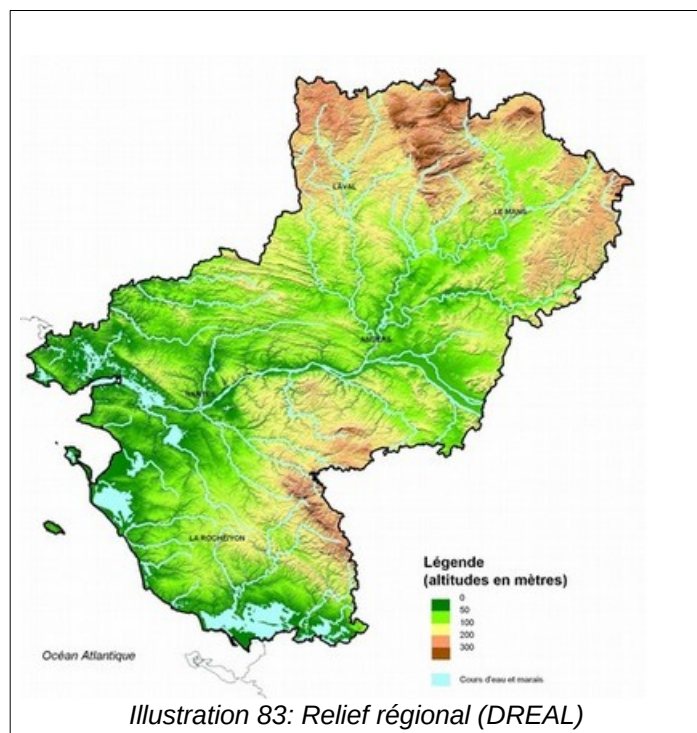 LAVAL
LE MANS
ANGERS
NANTES
LA ROCHE/YON
Légende
(altitudes en mètres)
0
50
100
200
300
Cours d'eau et marais
Océan Atlantique
Illustration 83: Relief régional (DREAL)